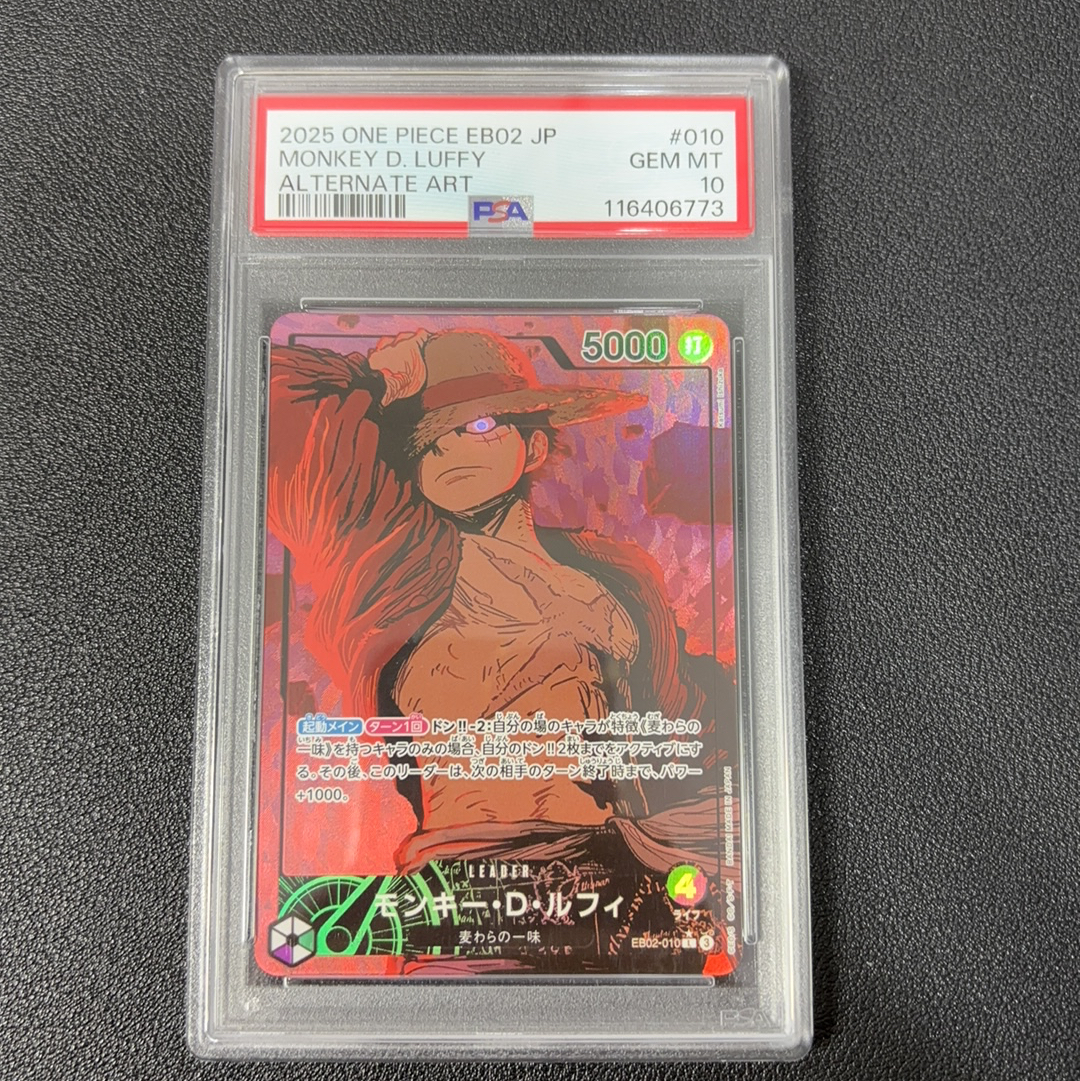 2025 ONE PIECE EB02 JP #010
MONKEY D. LUFFY GEM MT
ALTERNATE ART 10
PSA 116406773
5000 打
起動メイン ターン1回 ドン!!-2:自分の場のキャラが特徴《麦わらの
一味》を持つキャラのみの場合、自分のドン!!2枚までをアクティブにす
る。その後、このリーダーは、次の相手のターン終了時まで、パワー
+1000。
LEADER
モンキー・D・ルフィ
麦わらの一味
4
ライフ
EB02-010 L 3
PSA